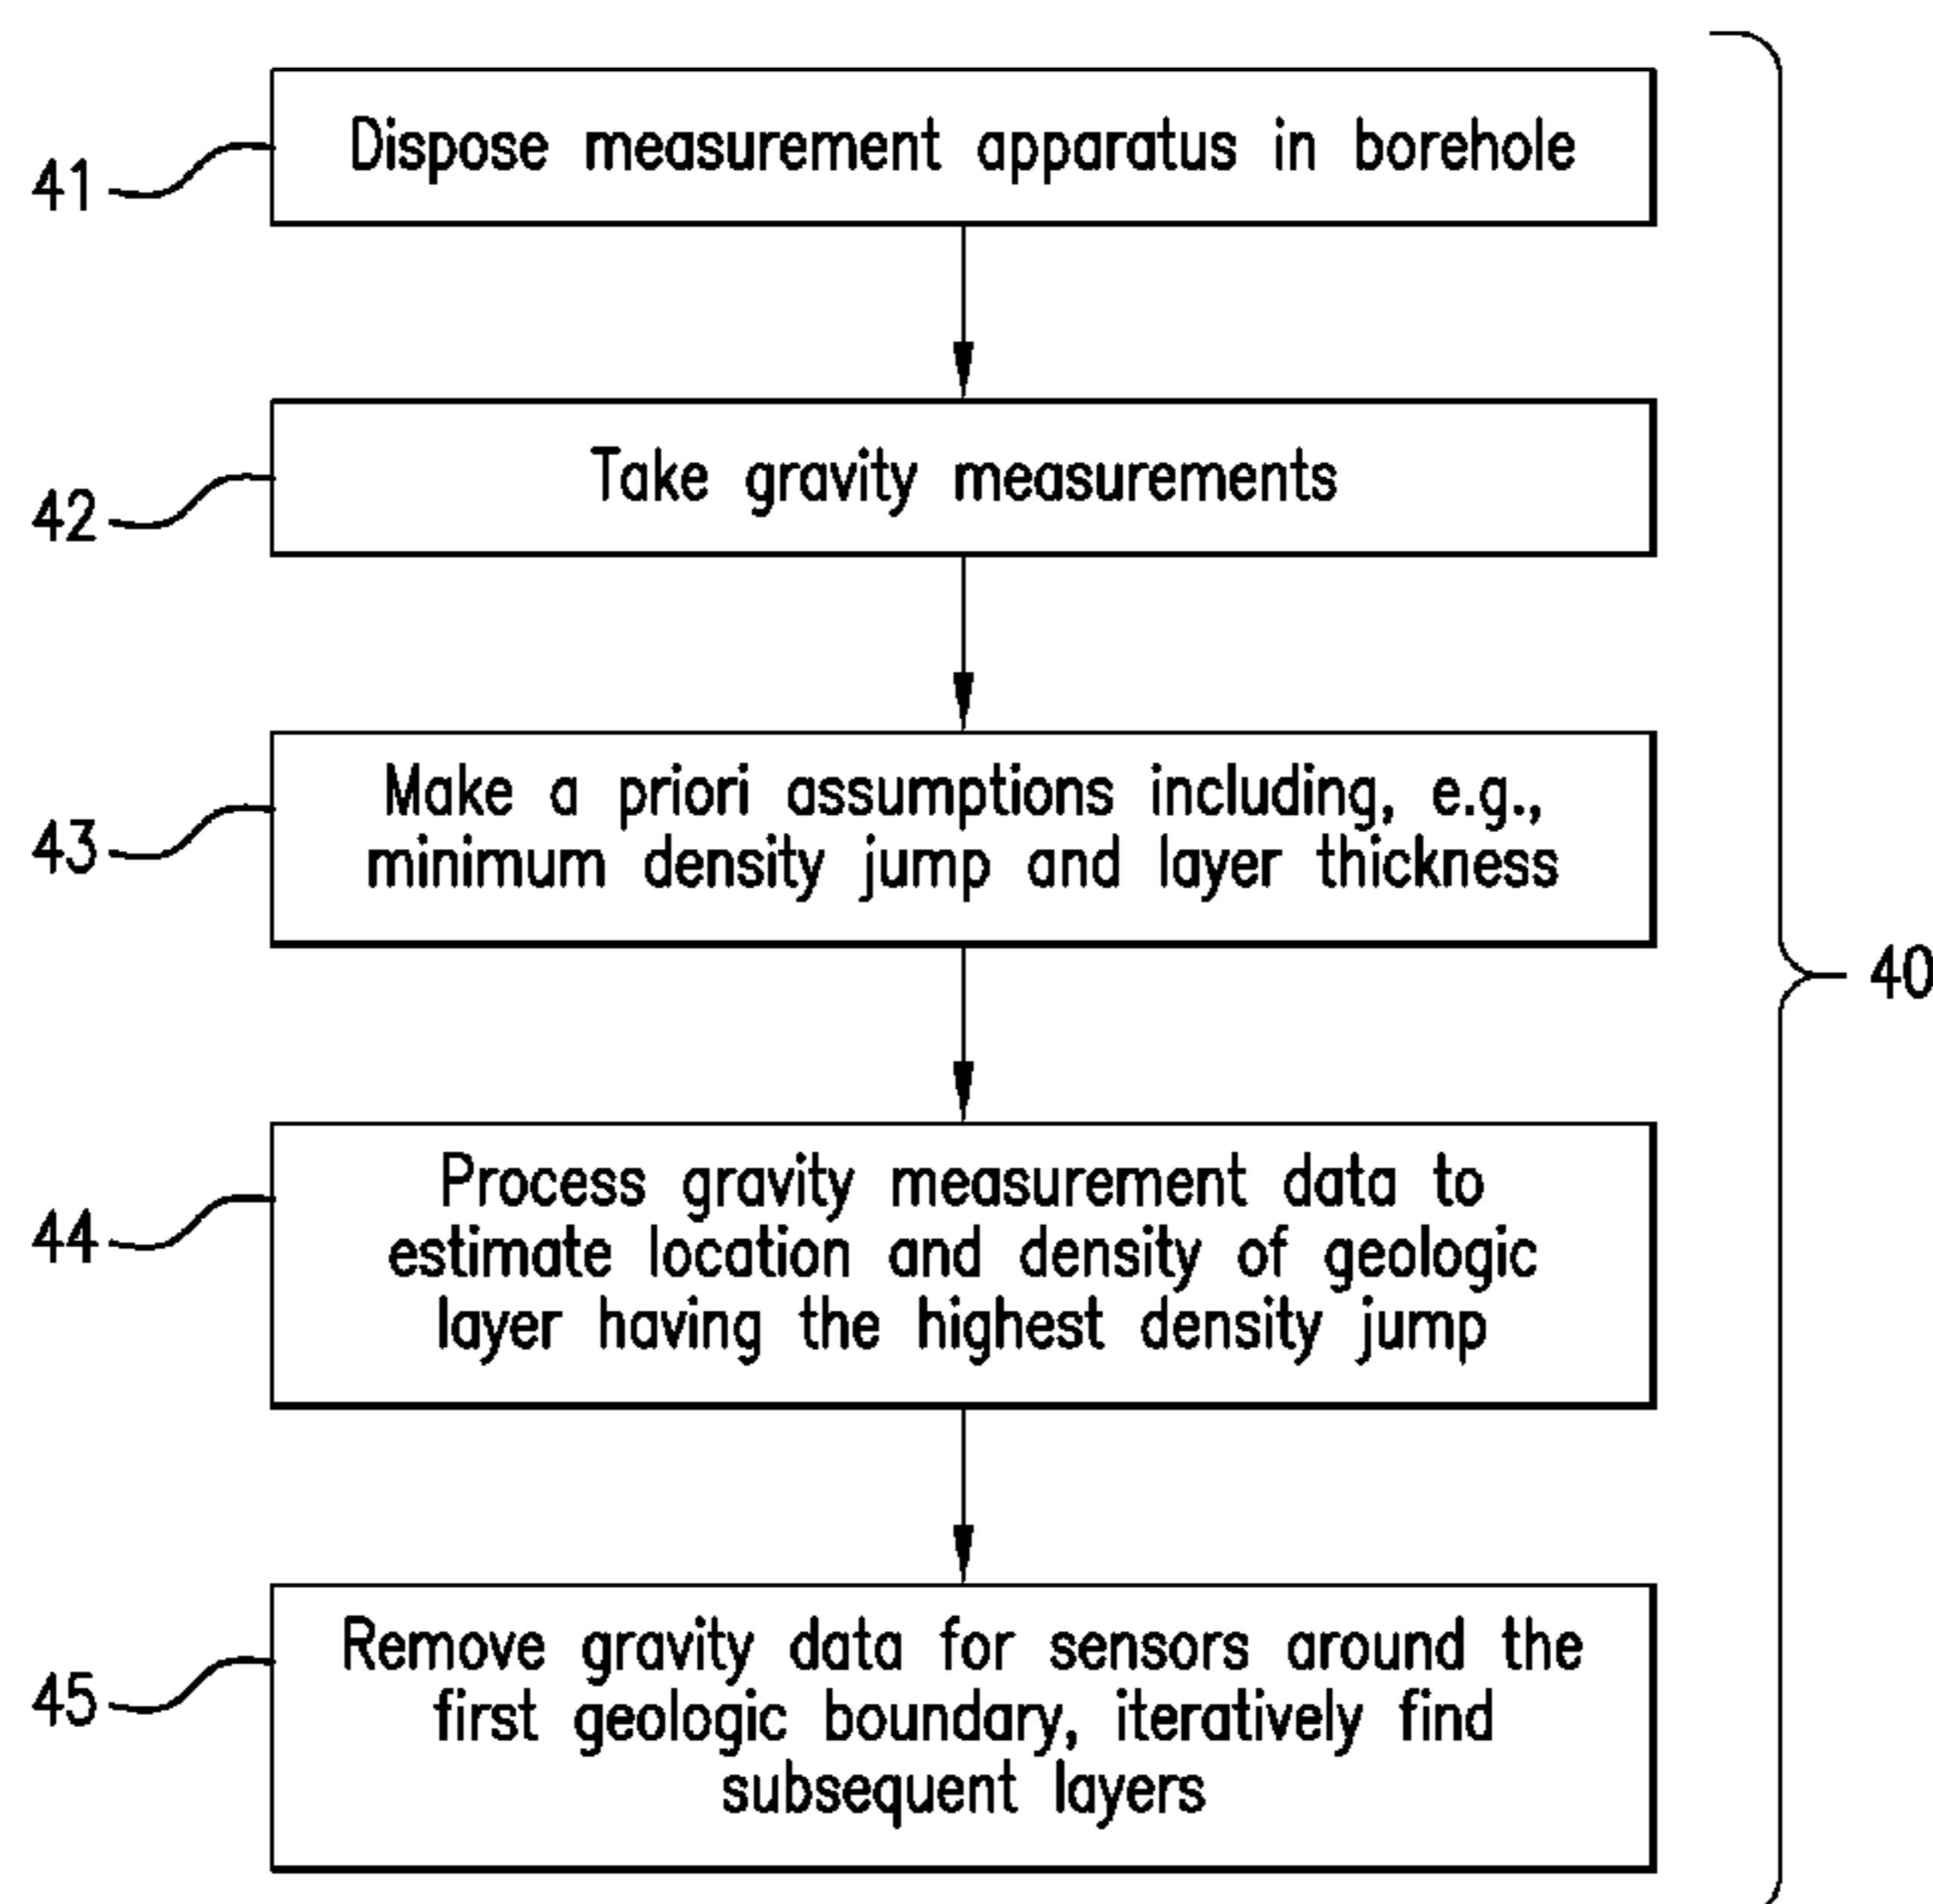 41
Dispose measurement apparatus in borehole
42
Take gravity measurements
43
Make a priori assumptions including, e.g.,
minimum density jump and layer thickness
40
44
Process gravity measurement data to
estimate location and density of geologic
layer having the highest density jump
45
Remove gravity data for sensors around the
first geologic boundary, iteratively find
subsequent layers